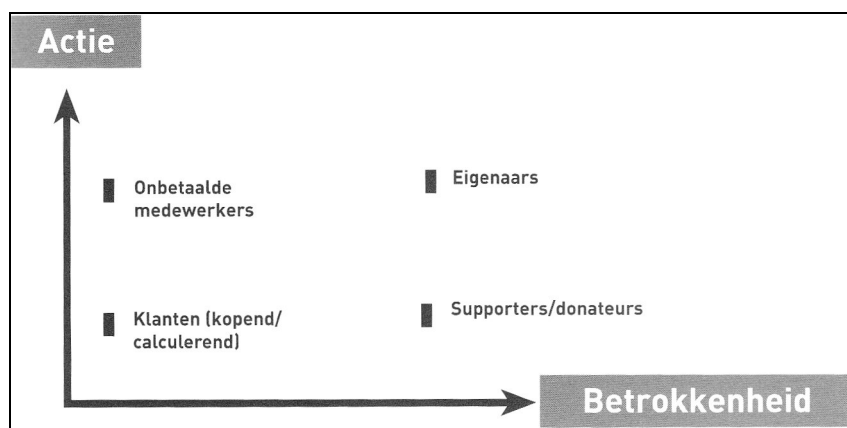 Actie
Onbetaalde
medewerkers
Eigenaars
Klanten (kopend/
calculerend)
Supporters/donateurs
Betrokkenheid